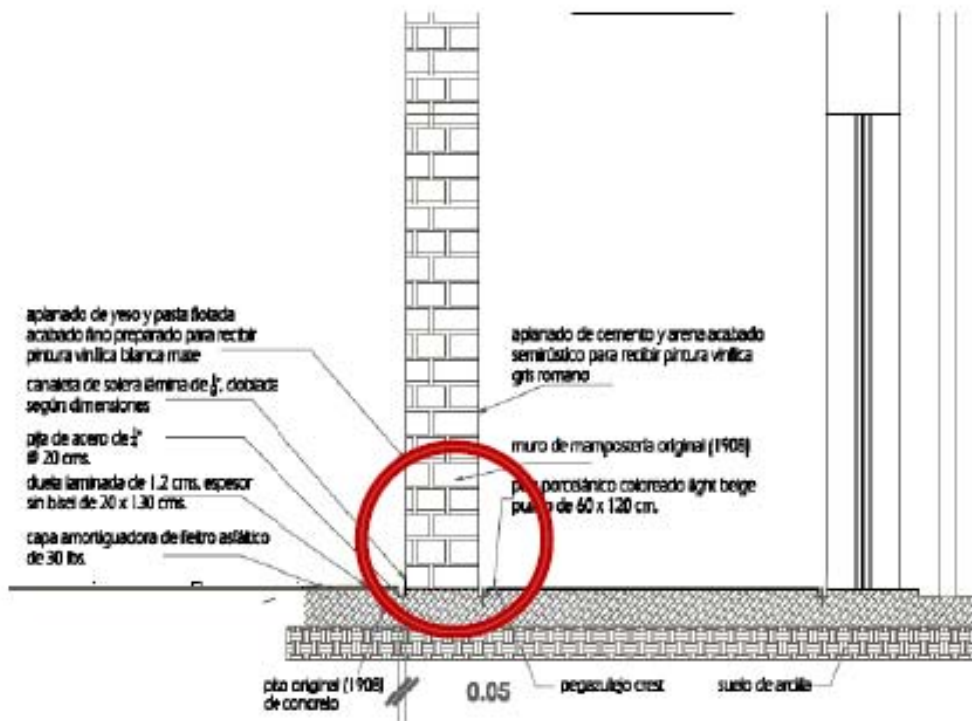 aplanado de yeso y pasta flotada
acabado fino preparado para recibir
pintura vinílica blanca mate
canaleta de solera lámina de ⅛", doblada
según dimensiones
pija de acero de ¼"
@ 20 cms.
duela laminada de 1.2 cms. espesor
sin bisel de 20 x 130 cms.
capa amortiguadora de fieltro asfáltico
de 30 lbs.
aplanado de cemento y arena acabado
semirústico para recibir pintura vinílica
gris romano
muro de mampostería original (1908)
piso porcelánico coloreado light beige
pulido de 60 x 120 cm.
piso original (1908)
de concreto
0.05
pegazulejo crest
suelo de arcilla